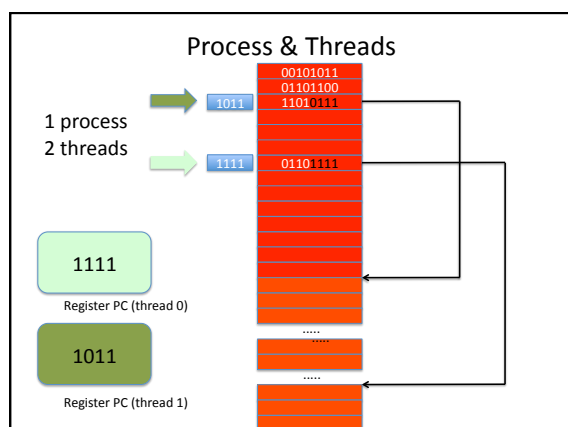 Process & Threads
00101011
01101100
1011
11010111
1 process
2 threads
1111
01101111
1111
Register PC (thread 0)
.....
.....
1011
.....
Register PC (thread 1)